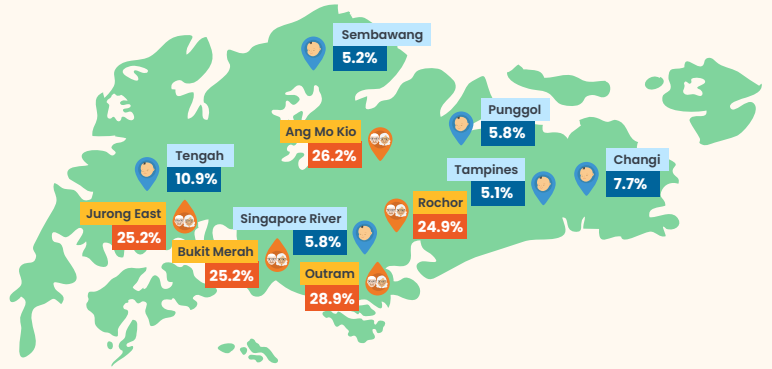 Sembawang
5.2%
Punggol
5.8%
Ang Mo Kio
26.2%
Tengah
10.9%
Tampines
5.1%
Changi
7.7%
Jurong East
25.2%
Singapore River
5.8%
Rochor
24.9%
Bukit Merah
25.2%
Outram
28.9%